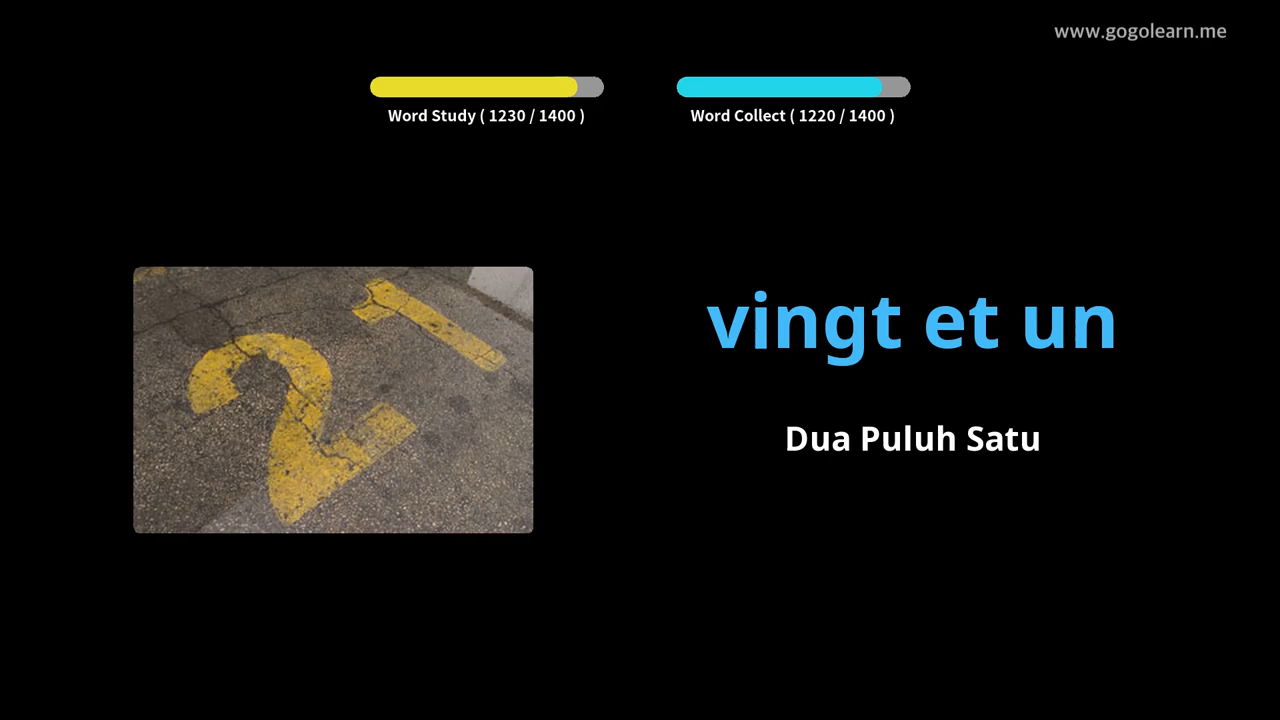 www.gogolearn.me
Word Study ( 1230 / 1400 )
Word Collect ( 1220 / 1400 )
21
vingt et un
Dua Puluh Satu